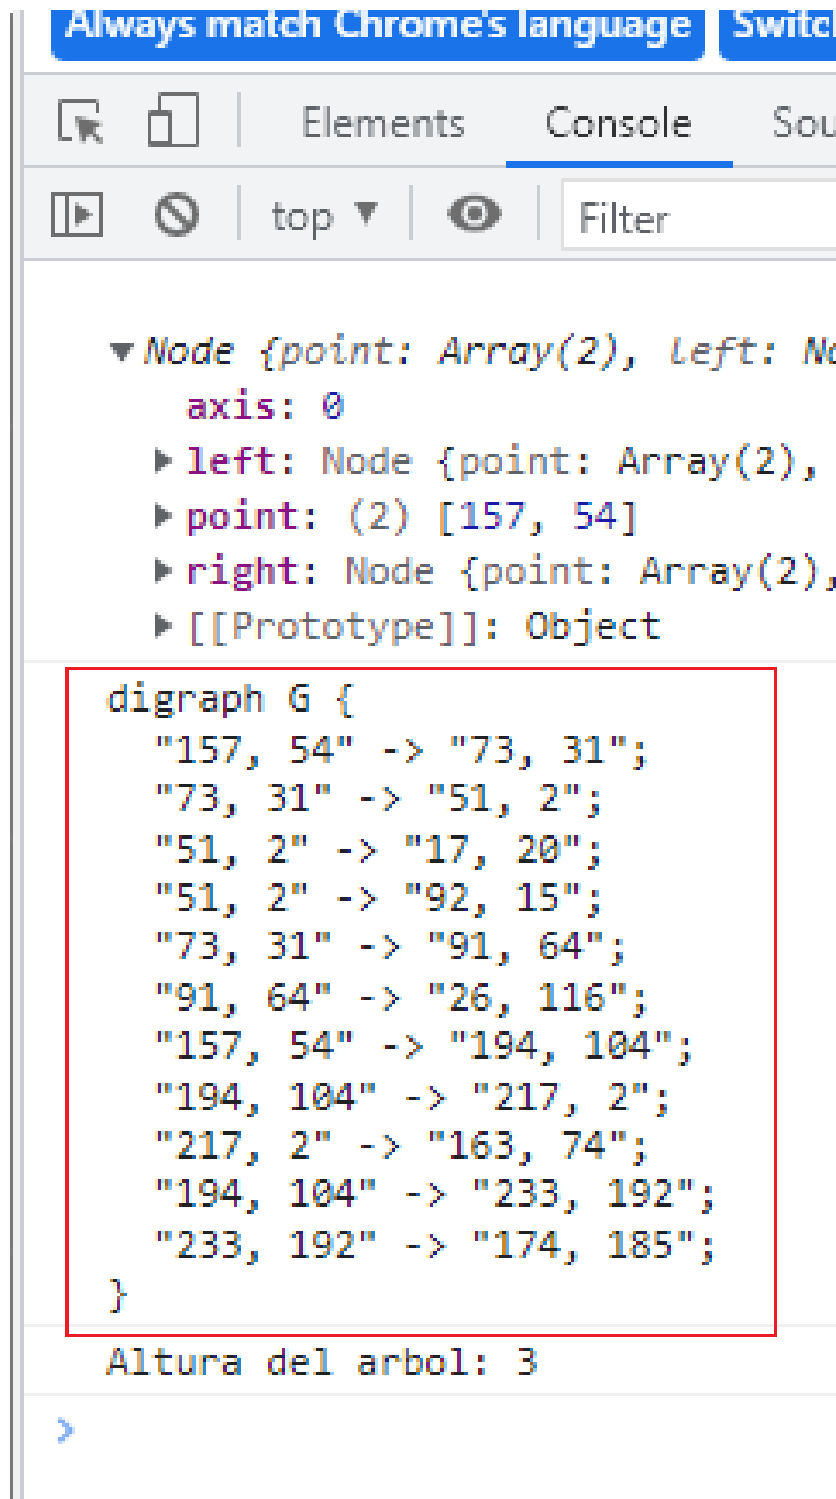 Always match Chrome's language Switch
Elements Console Sou
top Filter
Node {point: Array(2), left: No
axis: 0
left: Node {point: Array(2),
point: (2) [157, 54]
right: Node {point: Array(2),
[[Prototype]]: Object
digraph G {
"157, 54" -> "73, 31";
"73, 31" -> "51, 2";
"51, 2" -> "17, 20";
"51, 2" -> "92, 15";
"73, 31" -> "91, 64";
"91, 64" -> "26, 116";
"157, 54" -> "194, 104";
"194, 104" -> "217, 2";
"217, 2" -> "163, 74";
"194, 104" -> "233, 192";
"233, 192" -> "174, 185";
}
Altura del arbol: 3
>